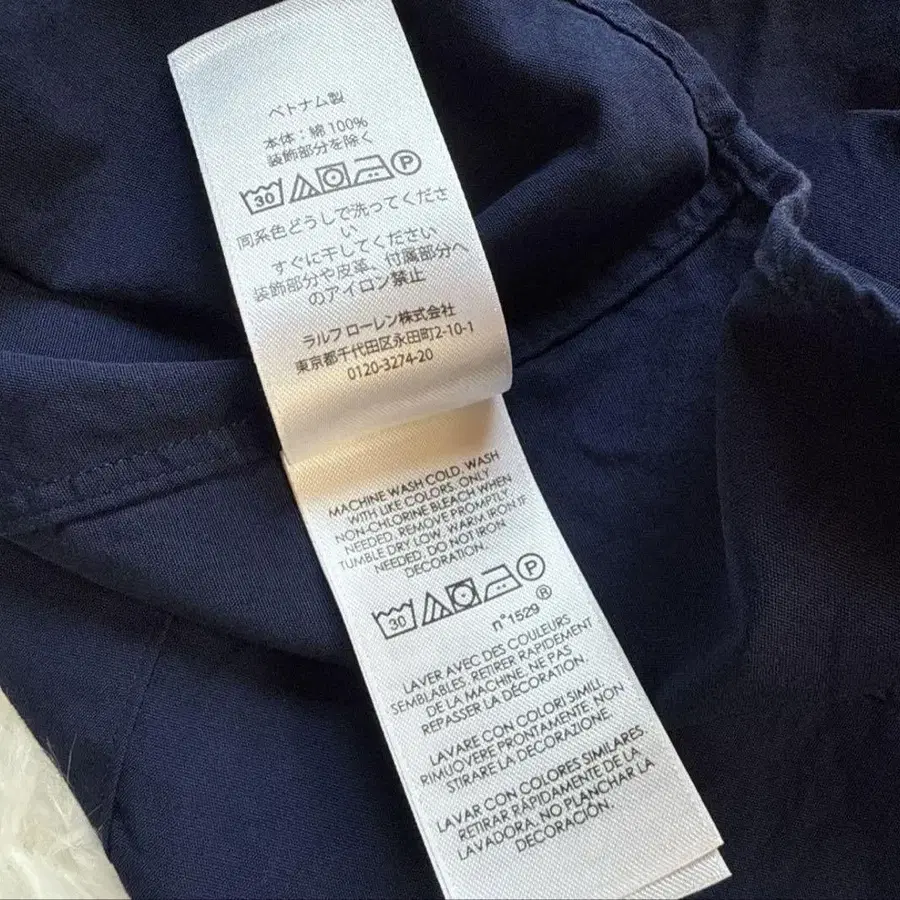 ベトナム製
本体：綿 100%
装飾部分を除く
30 P
同系色どうしで洗ってくださ
い
すぐに干してください
装飾部分や皮革、付属部分へ
のアイロン禁止
ラルフ ローレン株式会社
東京都千代田区永田町2-10-1
0120-3274-20
MACHINE WASH COLD. WASH
WITH LIKE COLORS. ONLY
NON-CHLORINE BLEACH WHEN
NEEDED. REMOVE PROMPTLY.
TUMBLE DRY LOW. WARM IRON IF
NEEDED. DO NOT IRON
DECORATION.
30 P
n°1529 ®
LAVER AVEC DES COULEURS
SEMBLABLES. RETIRER RAPIDEMENT
DE LA MACHINE. NE PAS
REPASSER LA DÉCORATION.
LAVARE CON COLORI SIMILI.
RIMUOVERE PRONTAMENTE. NON
STIRARE LA DECORAZIONE.
LAVAR CON COLORES SIMILARES.
RETIRAR RÁPIDAMENTE DE LA
LAVADORA. NO PLANCHAR LA
DECORACIÓN.